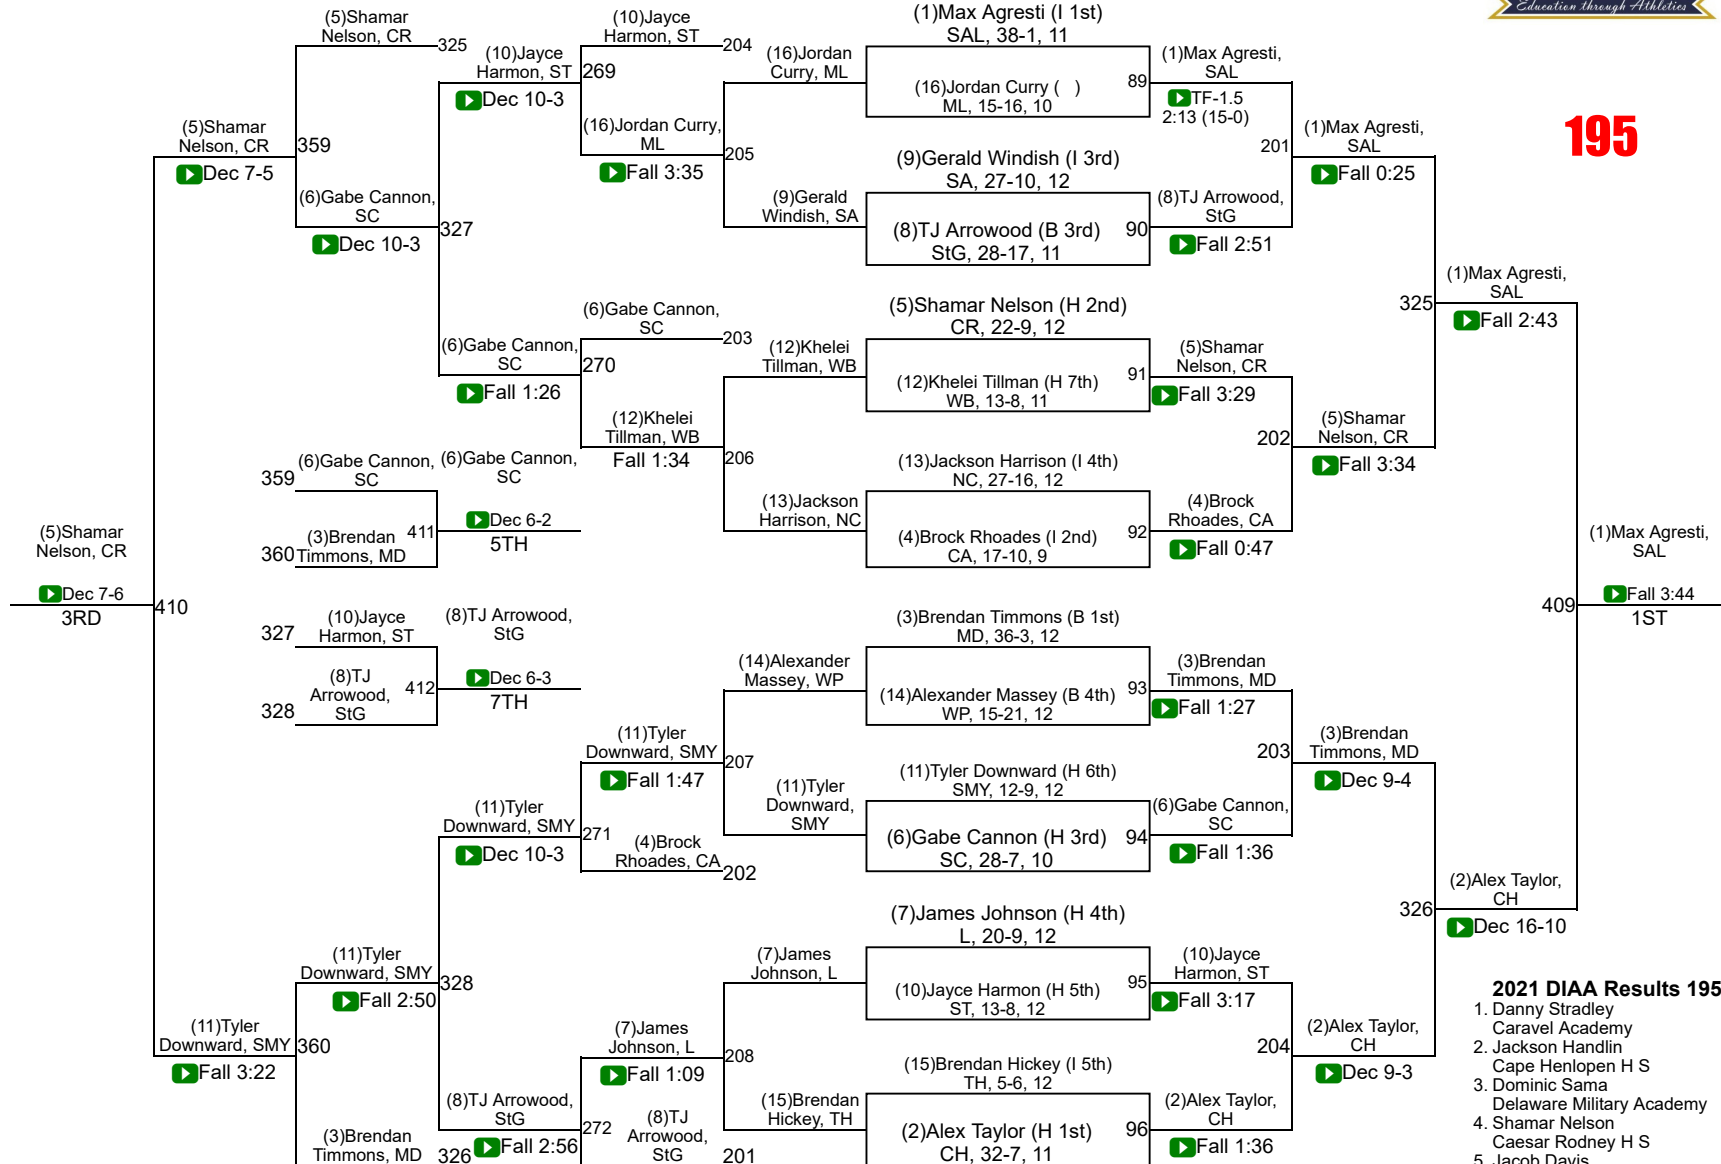 Education through Athletics
195
(5)Shamar
Nelson, CR
325
(10)Jayce
Harmon, ST
204
(1)Max Agresti (I 1st)
SAL, 38-1, 11
(10)Jayce
Harmon, ST
269
Dec 10-3
(16)Jordan
Curry, ML
(16)Jordan Curry ( )
ML, 15-16, 10
89
(1)Max Agresti,
SAL
TF-1.5
2:13 (15-0)
(5)Shamar
Nelson, CR
359
Dec 7-5
(16)Jordan Curry,
ML
205
Fall 3:35
(9)Gerald Windish (I 3rd)
SA, 27-10, 12
201
(1)Max Agresti,
SAL
Fall 0:25
(6)Gabe Cannon,
SC
327
Dec 10-3
(9)Gerald
Windish, SA
(8)TJ Arrowood (B 3rd)
StG, 28-17, 11
90
(8)TJ Arrowood,
StG
Fall 2:51
(6)Gabe Cannon,
SC
203
(5)Shamar Nelson (H 2nd)
CR, 22-9, 12
325
(1)Max Agresti,
SAL
Fall 2:43
(6)Gabe Cannon,
SC
270
Fall 1:26
(12)Khelei
Tillman, WB
(12)Khelei Tillman (H 7th)
WB, 13-8, 11
91
(5)Shamar
Nelson, CR
Fall 3:29
(12)Khelei
Tillman, WB
206
Fall 1:34
202
(5)Shamar
Nelson, CR
Fall 3:34
359
(6)Gabe Cannon,
SC
(6)Gabe Cannon,
SC
(13)Jackson Harrison (I 4th)
NC, 27-16, 12
(13)Jackson
Harrison, NC
(4)Brock Rhoades (I 2nd)
CA, 17-10, 9
92
(4)Brock
Rhoades, CA
Fall 0:47
360
(3)Brendan
Timmons, MD
411
Dec 6-2
5TH
(5)Shamar
Nelson, CR
Dec 7-6
3RD
410
(1)Max Agresti,
SAL
409
Fall 3:44
1ST
327
(10)Jayce
Harmon, ST
(8)TJ Arrowood,
StG
(3)Brendan Timmons (B 1st)
MD, 36-3, 12
328
(8)TJ
Arrowood,
StG
412
Dec 6-3
7TH
(14)Alexander
Massey, WP
(14)Alexander Massey (B 4th)
WP, 15-21, 12
93
(3)Brendan
Timmons, MD
Fall 1:27
(11)Tyler
Downward, SMY
207
Fall 1:47
(11)Tyler Downward (H 6th)
SMY, 12-9, 12
203
(3)Brendan
Timmons, MD
Dec 9-4
(11)Tyler
Downward, SMY
271
Dec 10-3
(11)Tyler
Downward,
SMY
(6)Gabe Cannon (H 3rd)
SC, 28-7, 10
94
(6)Gabe Cannon,
SC
Fall 1:36
(4)Brock
Rhoades, CA
202
326
(2)Alex Taylor,
CH
Dec 16-10
(7)James Johnson (H 4th)
L, 20-9, 12
(11)Tyler
Downward, SMY
328
Fall 2:50
(7)James
Johnson, L
(10)Jayce Harmon (H 5th)
ST, 13-8, 12
95
(10)Jayce
Harmon, ST
Fall 3:17
(11)Tyler
Downward, SMY
360
Fall 3:22
(7)James
Johnson, L
208
Fall 1:09
(15)Brendan Hickey (I 5th)
TH, 5-6, 12
204
(2)Alex Taylor,
CH
Dec 9-3
(8)TJ Arrowood,
StG
272
Fall 2:56
(15)Brendan
Hickey, TH
(2)Alex Taylor (H 1st)
CH, 32-7, 11
96
(2)Alex Taylor,
CH
Fall 1:36
(3)Brendan
Timmons, MD
326
(8)TJ
Arrowood,
StG
201
2021 DIAA Results 195
1. Danny Stradley
Caravel Academy
2. Jackson Handlin
Cape Henlopen H S
3. Dominic Sama
Delaware Military Academy
4. Shamar Nelson
Caesar Rodney H S
5. Jacob Davis